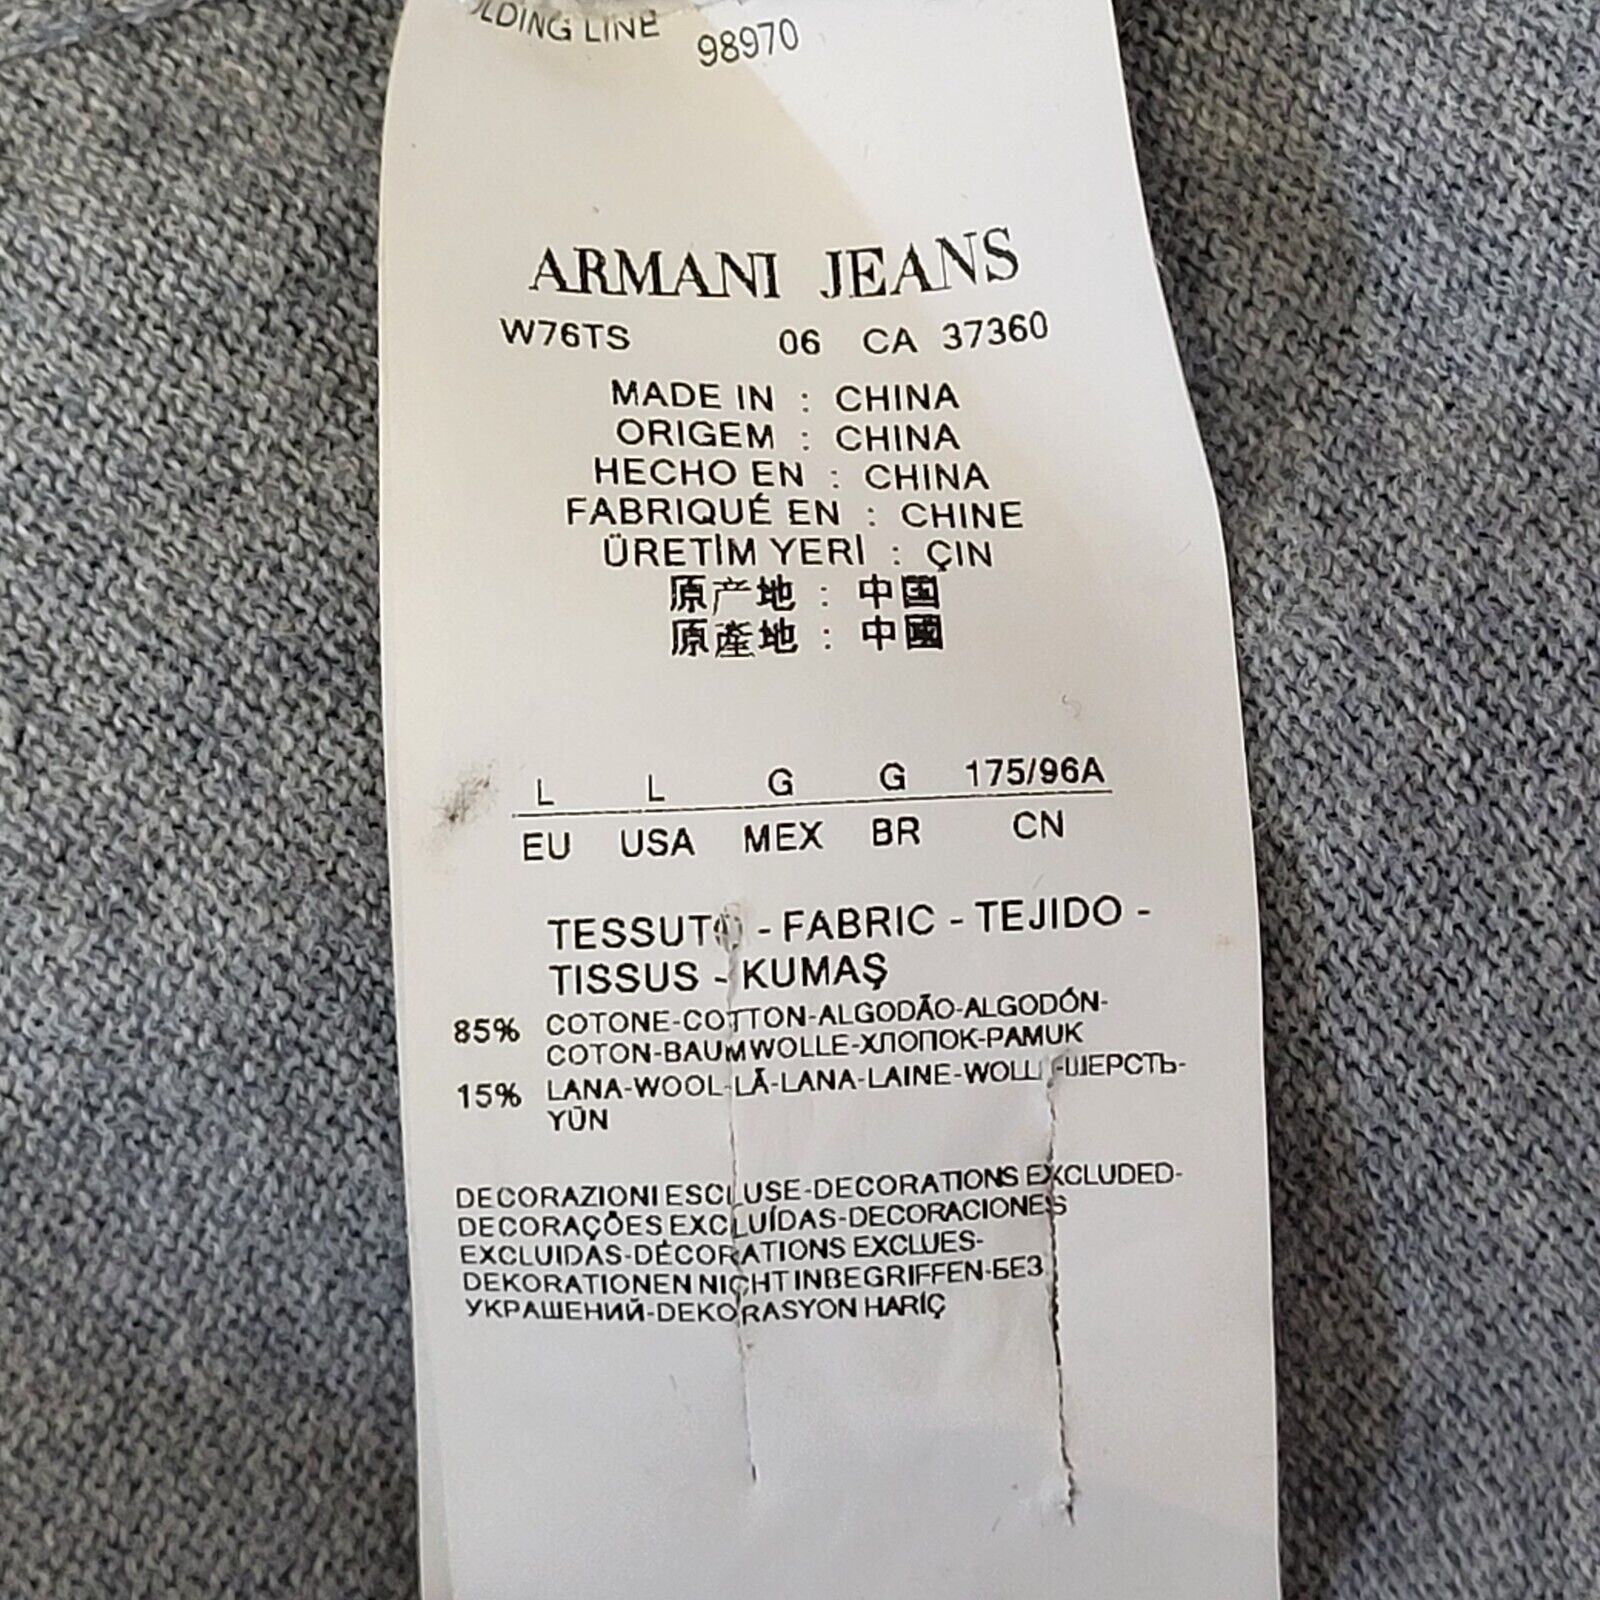 LINE
98970
ARMANI JEANS
W76TS 06 CA 37360
MADE IN : CHINA
ORIGEM : CHINA
HECHO EN : CHINA
FABRIQUÉ EN : CHINE
ÜRETİM YERİ : ÇIN
原产地 : 中国
原產地 : 中國
L L G G 175/96A
EU USA MEX BR CN
TESSUTO - FABRIC - TEJIDO -
TISSUS - KUMAŞ
85% COTONE-COTTON-ALGODÃO-ALGODÓN-
COTON-BAUMWOLLE-ХЛОПОК-PAMUK
15% LANA-WOOL-LÃ-LANA-LAINE-WOLLE-ШЕРСТЬ-
YÜN
DECORAZIONI ESCLUSE-DECORATIONS EXCLUDED-
DECORAÇÕES EXCLUÍDAS-DECORACIONES
EXCLUIDAS-DÉCORATIONS EXCLUES-
DEKORATIONEN NICHT INBEGRIFFEN-БЕЗ
УКРАШЕНИЙ-DEKORASYON HARİÇ